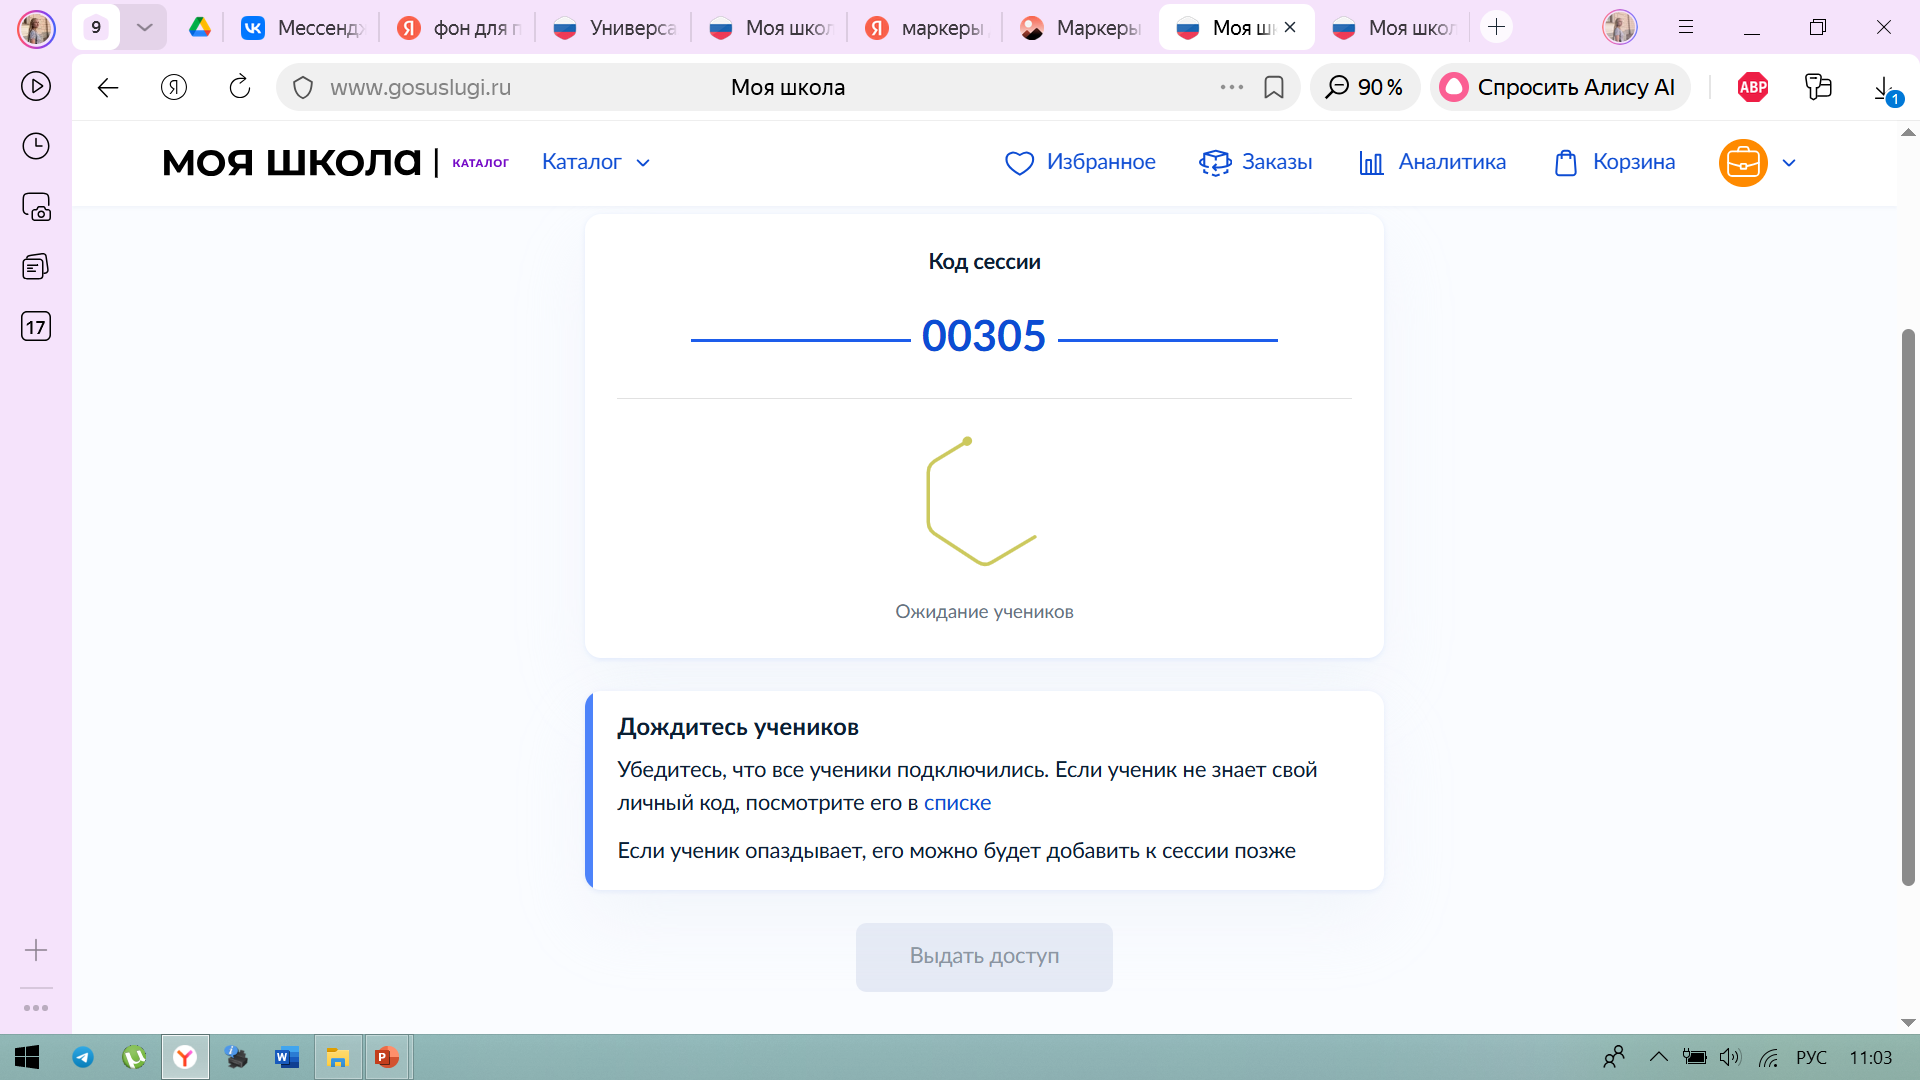 9
Мессендж
фон для п
Универса
Моя школ
маркеры
Маркеры
Моя шк
Моя школ
www.gosuslugi.ru
Моя школа
90 %
Спросить Алису AI
ABP
1
МОЯ ШКОЛА | КАТАЛОГ
Каталог
Избранное
Заказы
Аналитика
Корзина
17
Код сессии
00305
Ожидание учеников
Дождитесь учеников
Убедитесь, что все ученики подключились. Если ученик не знает свой
личный код, посмотрите его в списке
Если ученик опаздывает, его можно будет добавить к сессии позже
Выдать доступ
РУС
11:03